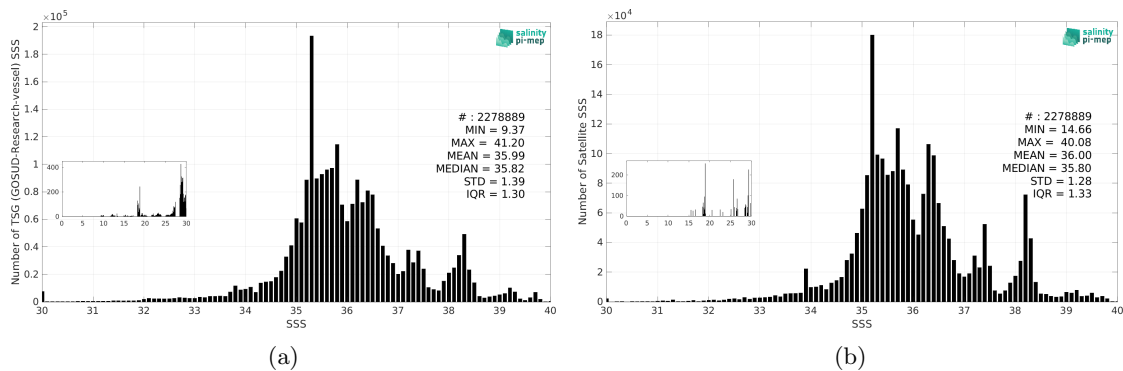 ×10⁵
2
1.8
1.6
1.4
1.2
1
0.8
0.6
0.4
0.2
0
Number of TSG (GOSUD-Research-vessel) SSS
salinity
pi-mep
# : 2278889
MIN = 9.37
MAX = 41.20
MEAN = 35.99
MEDIAN = 35.82
STD = 1.39
IQR = 1.30
400
200
0
0 5 10 15 20 25 30
30 31 32 33 34 35 36 37 38 39 40
SSS
(a)
×10⁴
18
16
14
12
10
8
6
4
2
0
Number of Satellite SSS
salinity
pi-mep
# : 2278889
MIN = 14.66
MAX = 40.08
MEAN = 36.00
MEDIAN = 35.80
STD = 1.28
IQR = 1.33
200
100
0
0 5 10 15 20 25 30
30 31 32 33 34 35 36 37 38 39 40
SSS
(b)